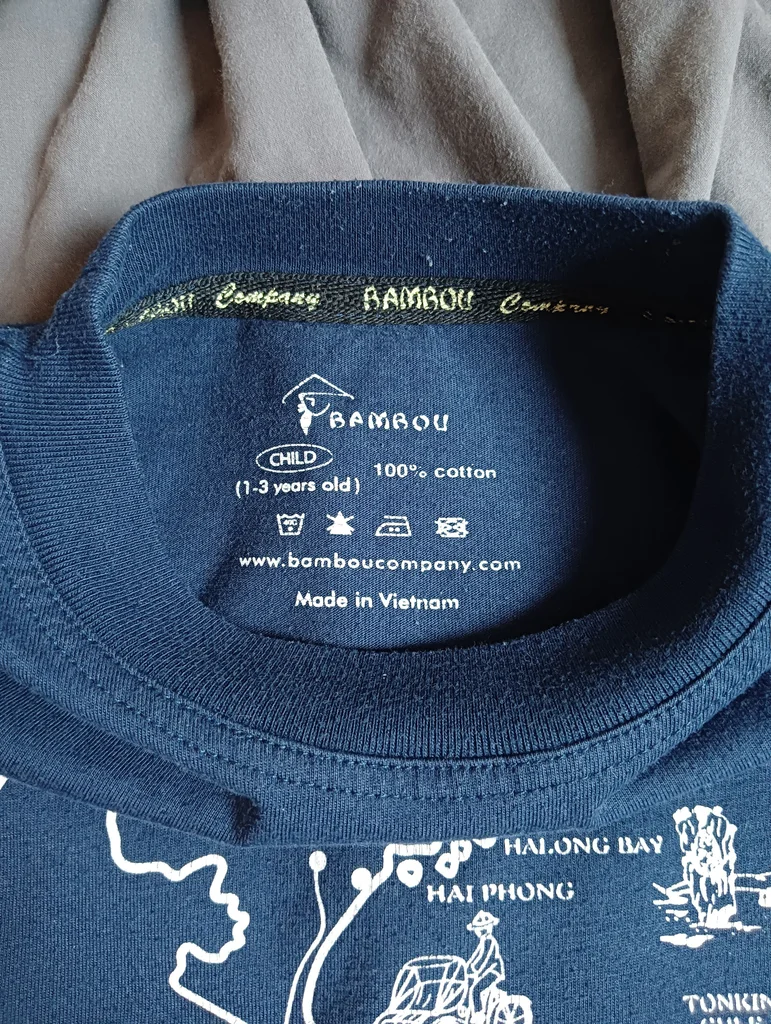 Company BAMBOU Company
BAMBOU
CHILD
(1-3 years old)
100% cotton
40C
www.bamboucompany.com
Made in Vietnam
HALONG BAY
HAI PHONG
TONKIN